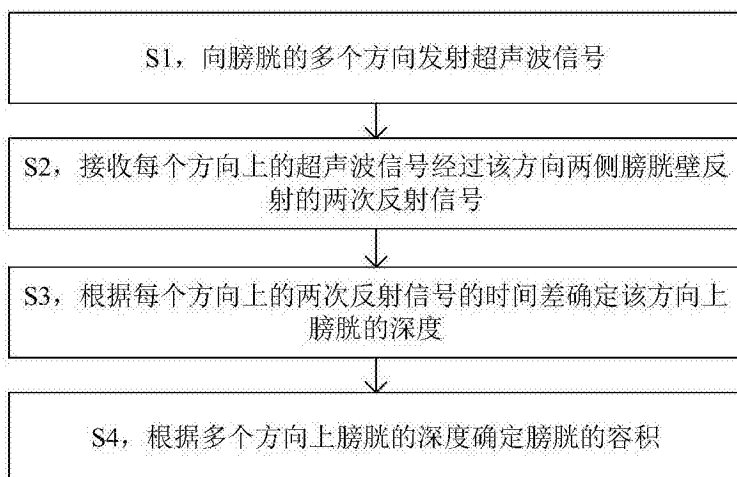 S1，向膀胱的多个方向发射超声波信号
S2，接收每个方向上的超声波信号经过该方向两侧膀胱壁反
射的两次反射信号
S3，根据每个方向上的两次反射信号的时间差确定该方向上
膀胱的深度
S4，根据多个方向上膀胱的深度确定膀胱的容积